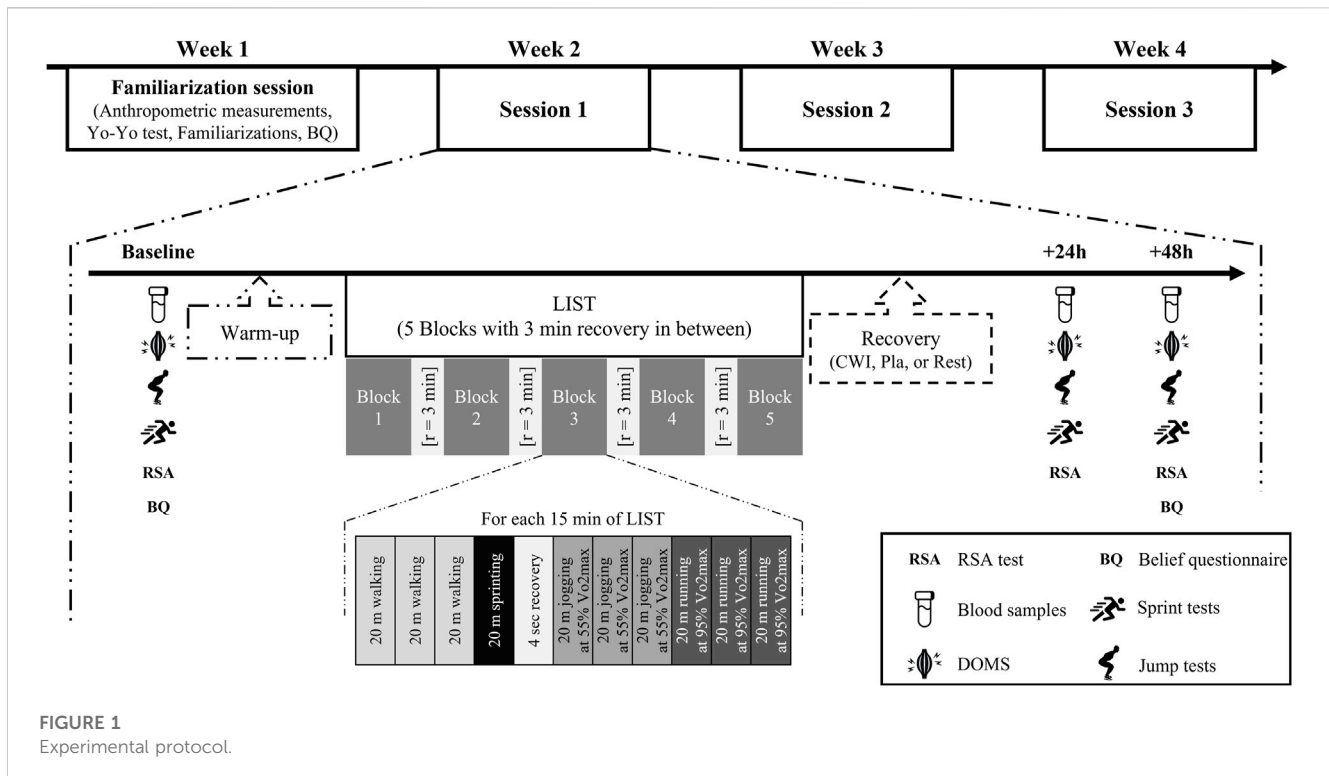 Week 1
Week 2
Week 3
Week 4
Familiarization session
(Anthropometric measurements,
Yo-Yo test, Familiarizations, BQ)
Session 1
Session 2
Session 3
Baseline
+24h
+48h
Warm-up
LIST
(5 Blocks with 3 min recovery in between)
Recovery
(CWI, Pla, or Rest)
Block
1
[r = 3 min]
Block
2
[r = 3 min]
Block
3
[r = 3 min]
Block
4
[r = 3 min]
Block
5
RSA
BQ
RSA
RSA
BQ
For each 15 min of LIST
20 m walking
20 m walking
20 m walking
20 m sprinting
4 sec recovery
20 m jogging
at 55% Vo2max
20 m jogging
at 55% Vo2max
20 m jogging
at 55% Vo2max
20 m running
at 95% Vo2max
20 m running
at 95% Vo2max
20 m running
at 95% Vo2max
RSA RSA test
BQ Belief questionnaire
Blood samples
Sprint tests
DOMS
Jump tests
FIGURE 1
Experimental protocol.